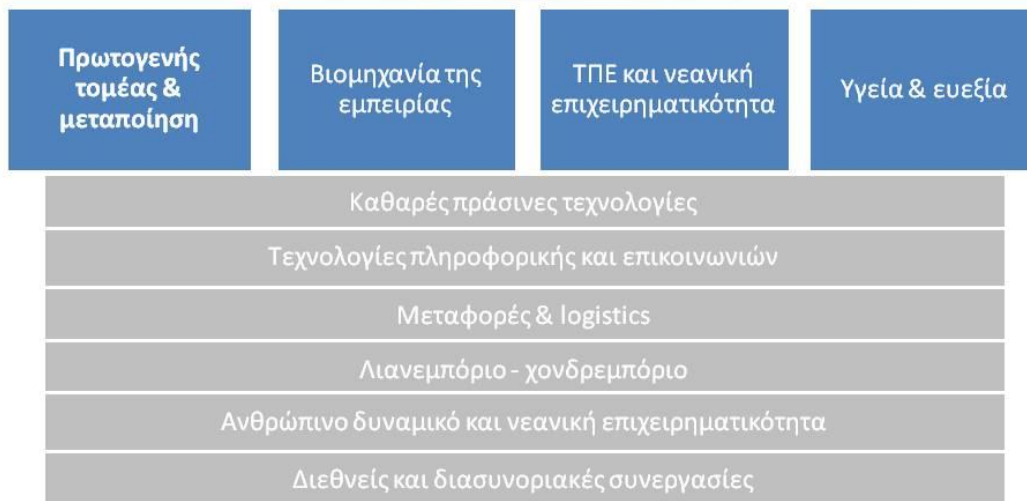 Πρωτογενής
τομέας &
μεταποίηση
Βιομηχανία της
εμπειρίας
ΤΠΕ και νεανική
επιχειρηματικότητα
Υγεία & ευεξία
Καθαρές πράσινες τεχνολογίες
Τεχνολογίες πληροφορικής και επικοινωνιών
Μεταφορές & logistics
Λιανεμπόριο - χονδρεμπόριο
Ανθρώπινο δυναμικό και νεανική επιχειρηματικότητα
Διεθνείς και διασυνοριακές συνεργασίες